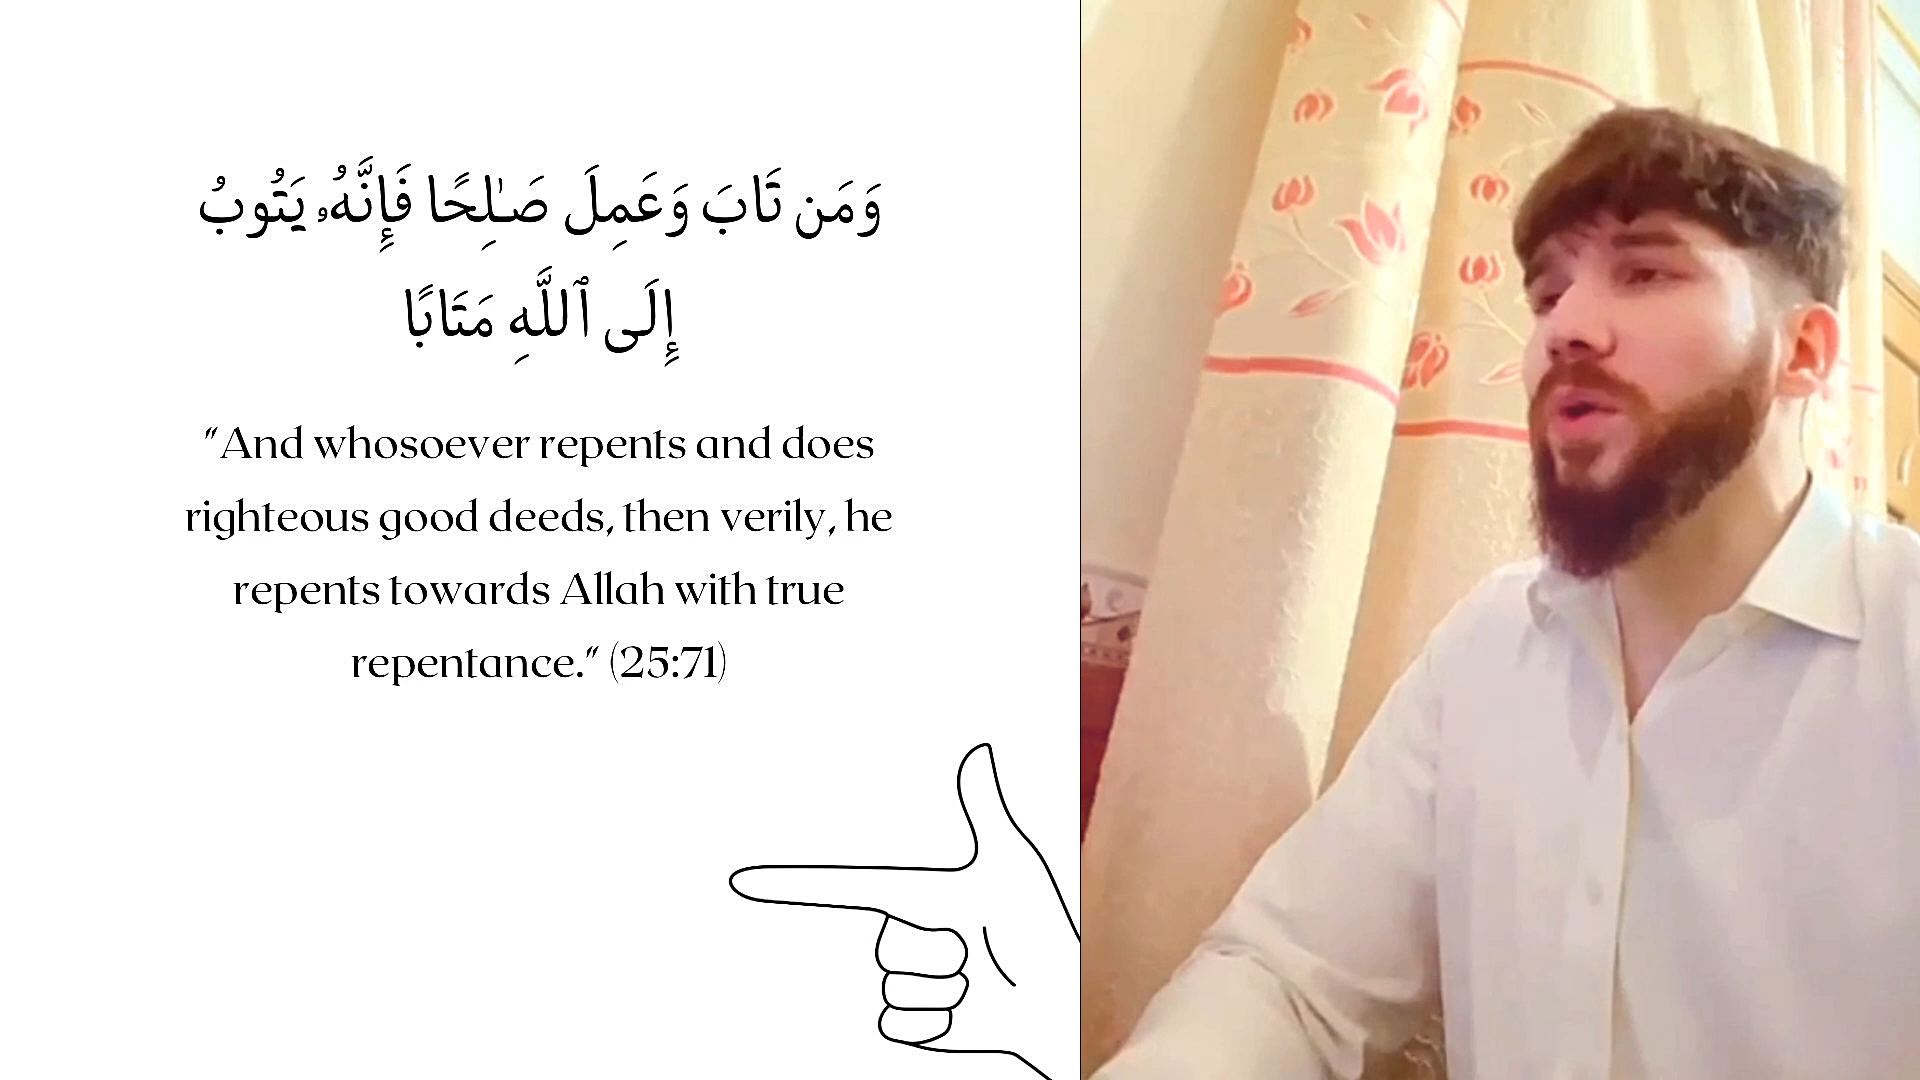 وَمَن تَابَ وَعَمِلَ صَـٰلِحًا فَإِنَّهُۥ يَتُوبُ
إِلَى ٱللَّهِ مَتَابًا
"And whosoever repents and does
righteous good deeds, then verily, he
repents towards Allah with true
repentance." (25:71)